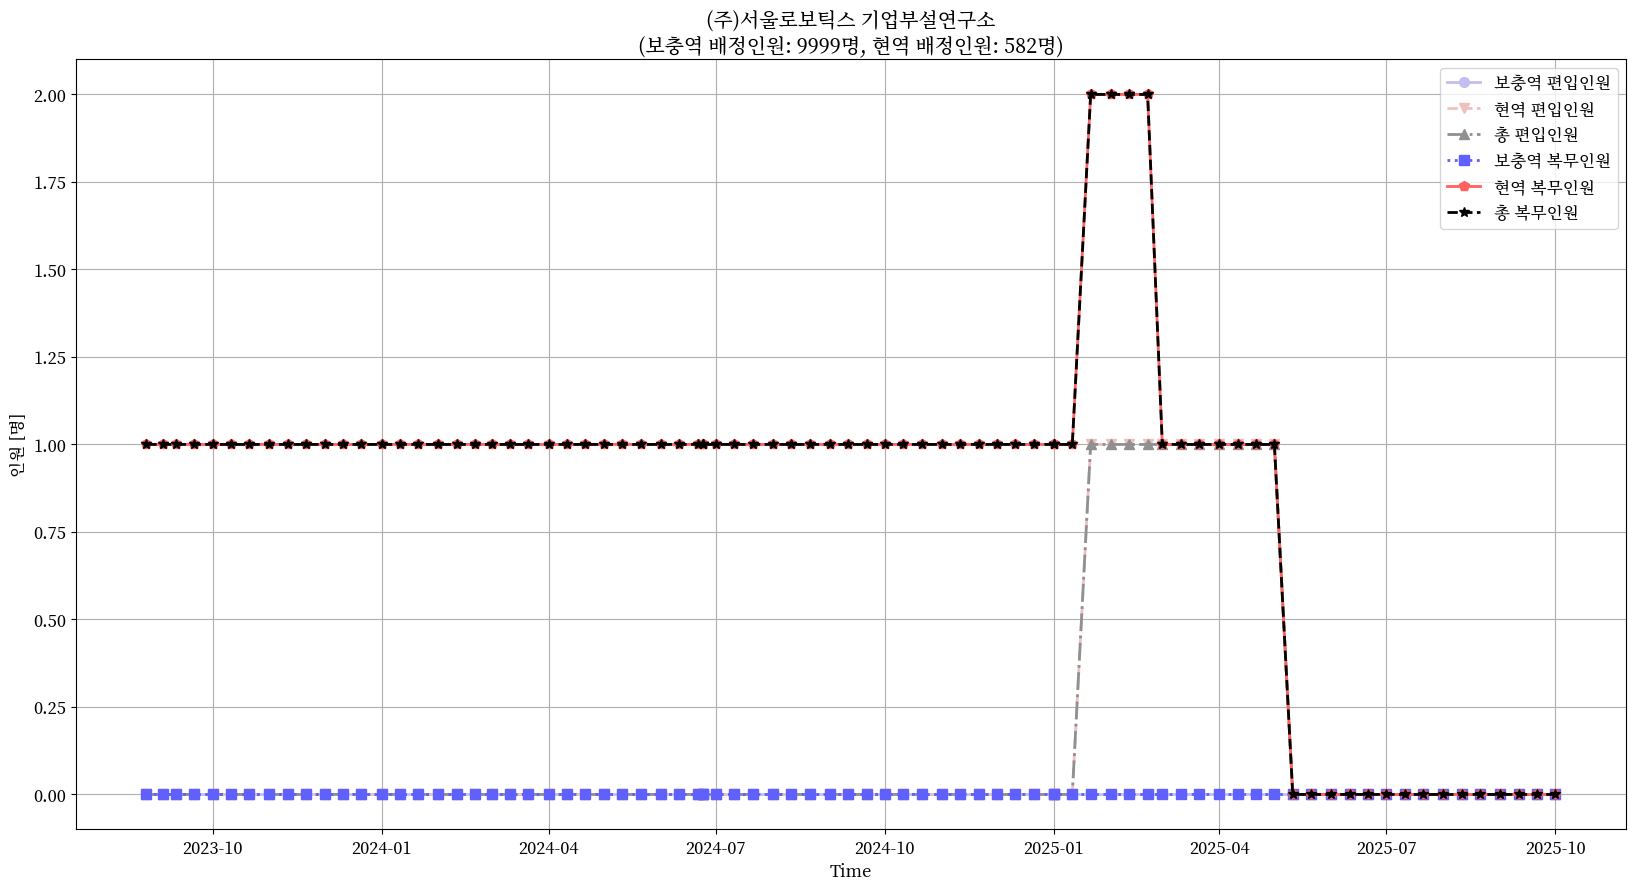 (주)서울로보틱스 기업부설연구소
(보충역 배정인원: 9999명, 현역 배정인원: 582명)
보충역 편입인원
현역 편입인원
총 편입인원
보충역 복무인원
현역 복무인원
총 복무인원
2.00
1.75
1.50
1.25
1.00
0.75
0.50
0.25
0.00
인원 [명]
2023-10
2024-01
2024-04
2024-07
2024-10
2025-01
2025-04
2025-07
2025-10
Time